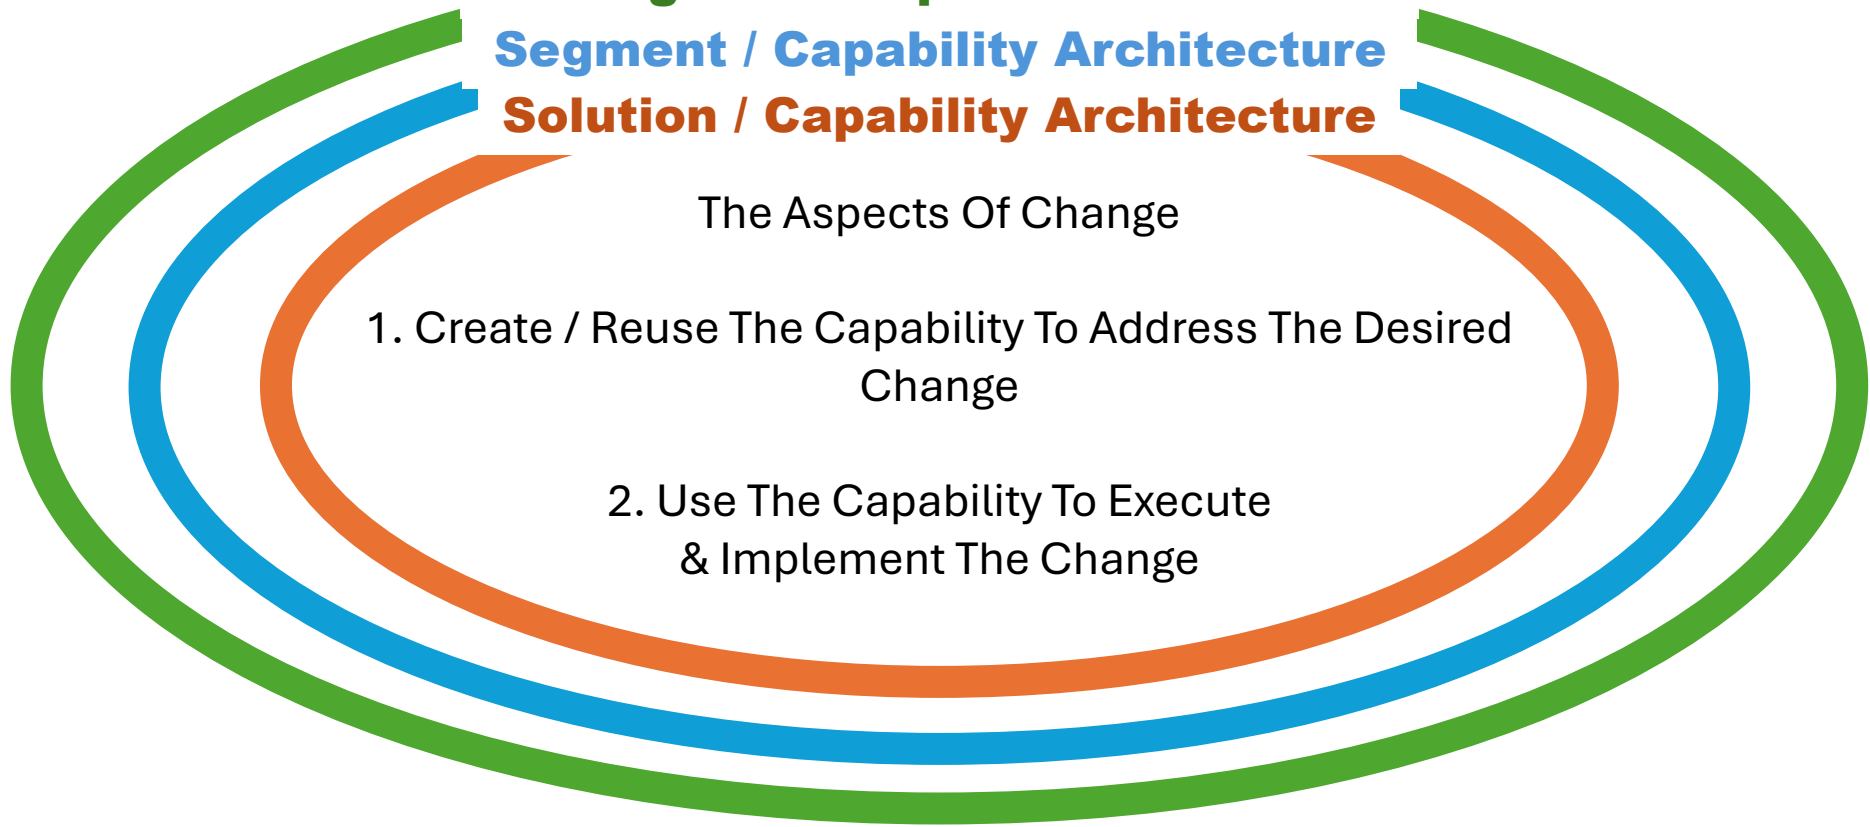 Segment / Capability Architecture
Solution / Capability Architecture
The Aspects Of Change
1. Create / Reuse The Capability To Address The Desired
Change
2. Use The Capability To Execute
& Implement The Change